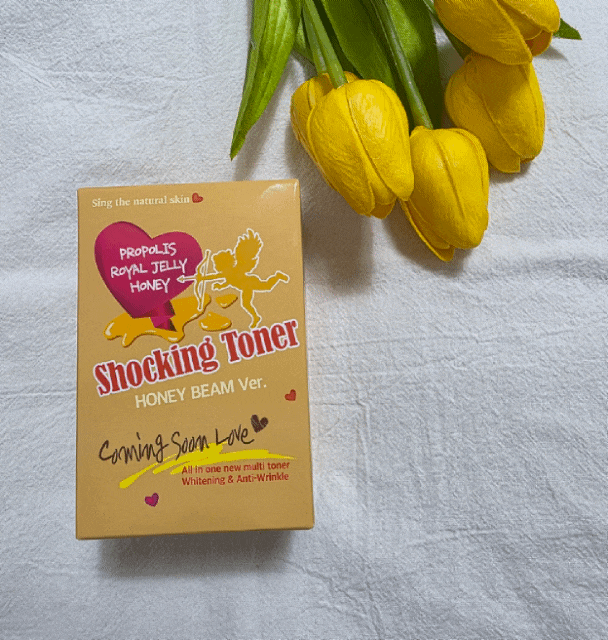 Sing the natural skin
PROPOLIS
ROYAL JELLY
HONEY
Shocking Toner
HONEY BEAM Ver.
Coming Soon Love
All in one new multi toner
Whitening & Anti-Wrinkle